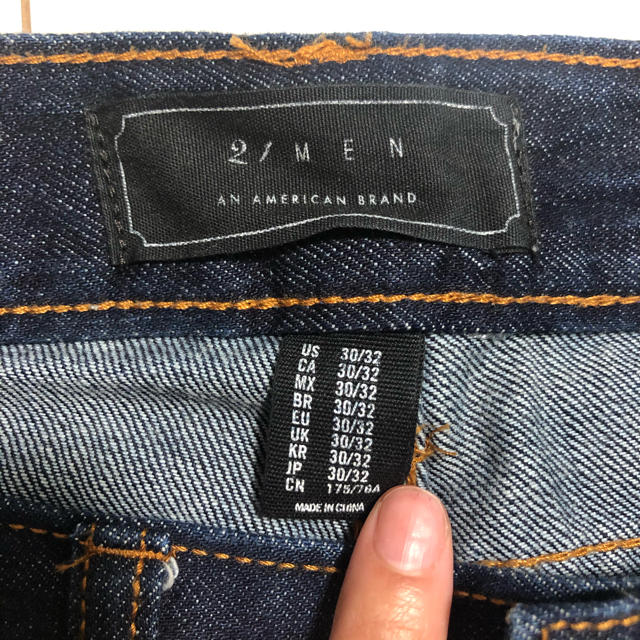 2/MEN
AN AMERICAN BRAND
US 30/32
CA 30/32
MX 30/32
BR 30/32
EU 30/32
UK 30/32
KR 30/32
JP 30/32
CN 175/76A
MADE IN CHINA